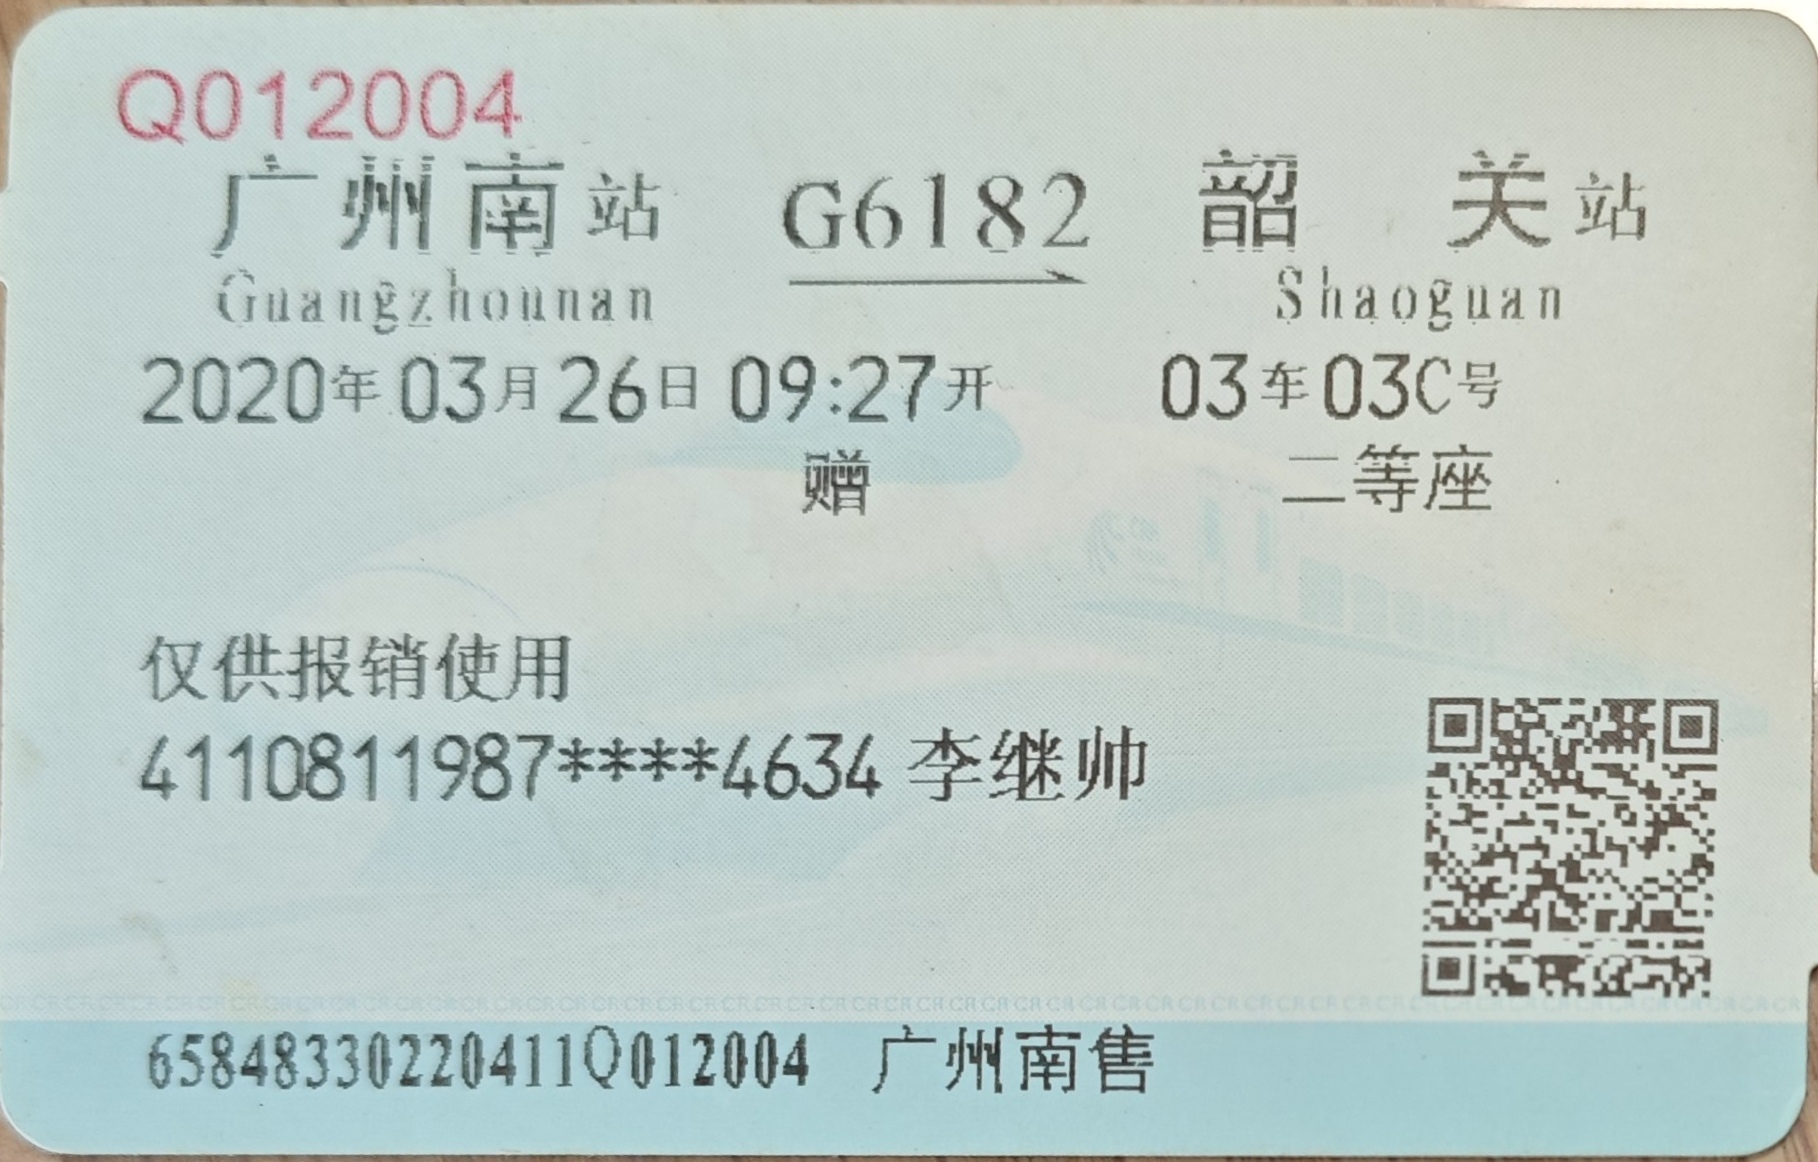 Q012004
广州南站 G6182 韶关站
Guangzhounan Shaoguan
2020年03月26日 09:27开 03车03C号
赠 二等座
仅供报销使用
4110811987****4634 李继帅
CRCRCRCRCRCRCRCRCRCRCRCRCRCRCRCRCRCRCRCRCRCRCRCRCRCRCRCRCRCRCRCRCRCRCRCRCRCR
65848330220411Q012004 广州南售